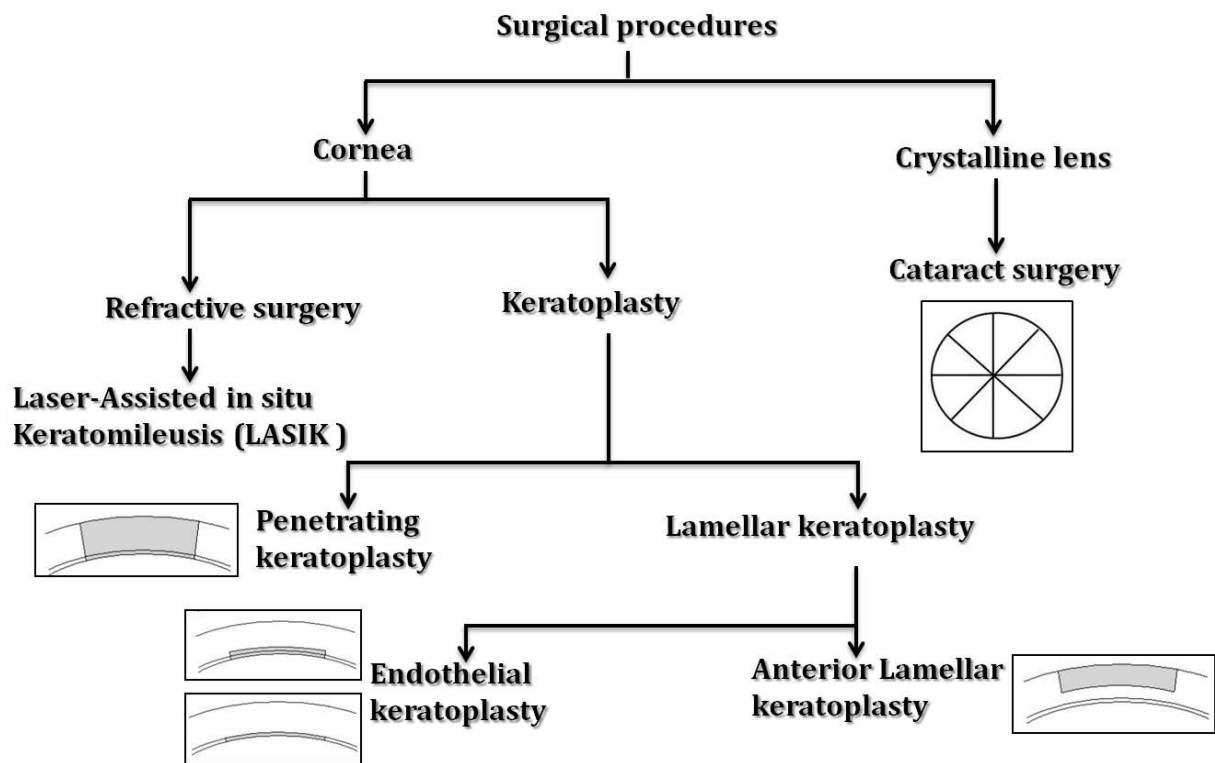 Surgical procedures
Cornea
Crystalline lens
Refractive surgery
Keratoplasty
Cataract surgery
Laser-Assisted in situ
Keratomileusis (LASIK )
Penetrating
keratoplasty
Lamellar keratoplasty
Endothelial
keratoplasty
Anterior Lamellar
keratoplasty